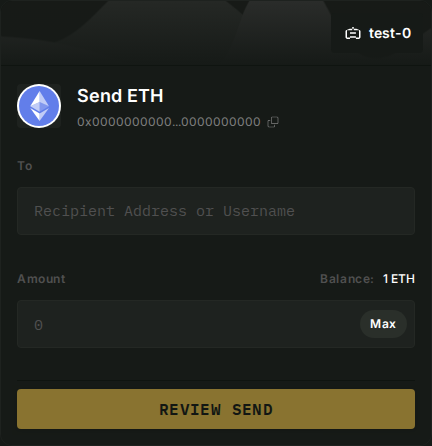 test-0
Send ETH
0x0000000000...0000000000
To
Recipient Address or Username
Amount Balance: 1 ETH
0 Max
REVIEW SEND